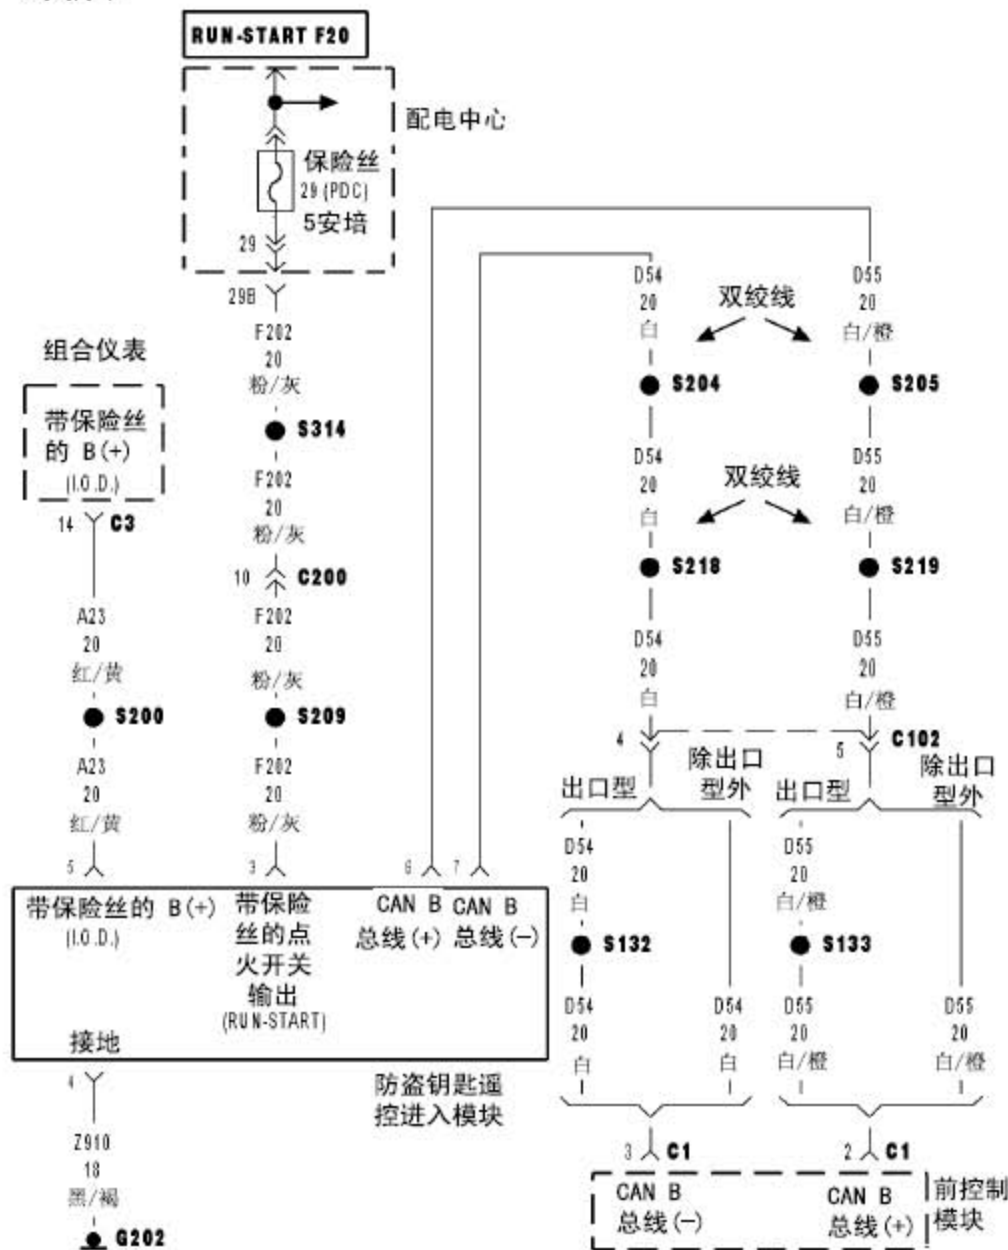 RUN-START F20
配电中心
保险丝
29 (PDC)
5安培
29
29B
F202
20
粉/灰
S314
F202
20
粉/灰
10
C200
F202
20
粉/灰
S209
F202
20
粉/灰
3
组合仪表
带保险丝
的 B(+)
(I.O.D.)
14
C3
A23
20
红/黄
S200
A23
20
红/黄
5
6
7
D54
20
白
双绞线
D55
20
白/橙
S204
S205
D54
20
白
双绞线
D55
20
白/橙
S218
S219
D54
20
白
D55
20
白/橙
4
5
C102
出口型
除出口
型外
出口型
除出口
型外
D54
20
白
D55
20
白/橙
S132
S133
D54
20
白
D54
20
白
D55
20
白/橙
D55
20
白/橙
3
C1
2
C1
CAN B
总线(-)
CAN B
总线(+)
前控制
模块
带保险丝的 B(+)
(I.O.D.)
带保险
丝的点
火开关
输出
(RUN-START)
CAN B
总线(+)
CAN B
总线(-)
接地
防盗钥匙遥
控进入模块
4
Z910
18
黑/褐
G202